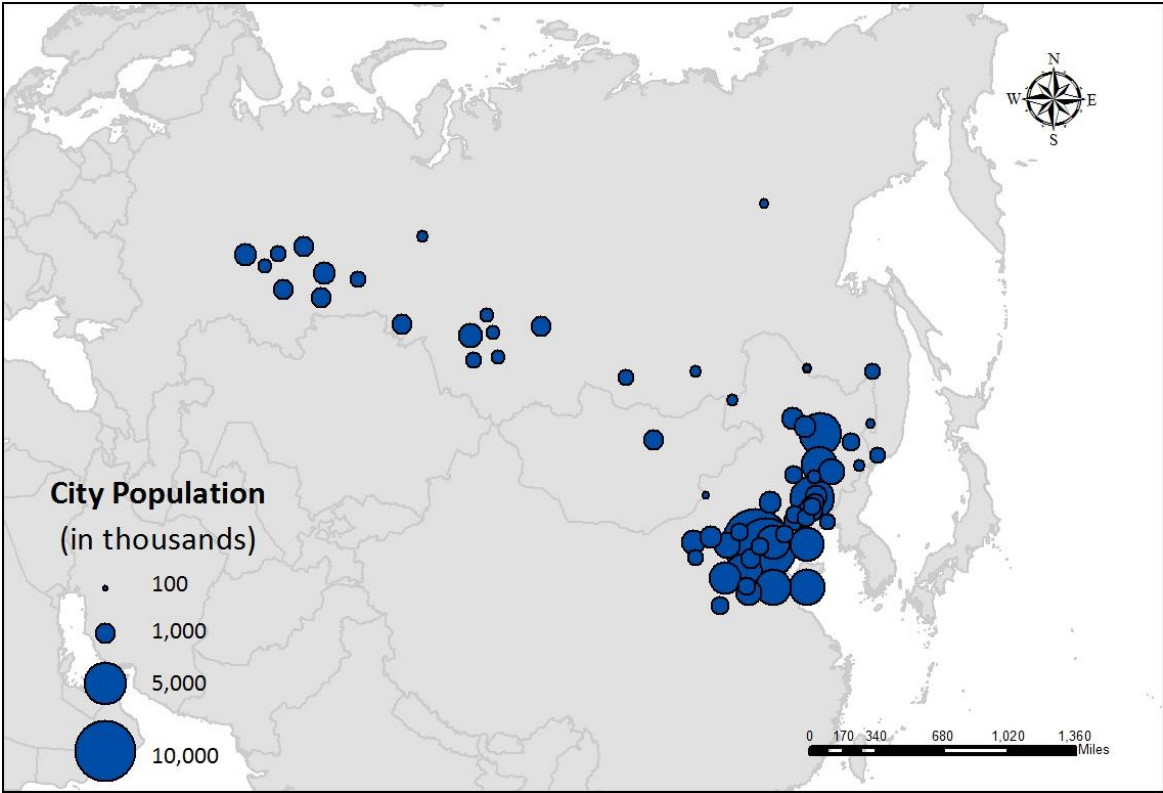 N
W E
S
City Population
(in thousands)
100
1,000
5,000
10,000
0 170 340 680 1,020 1,360
Miles